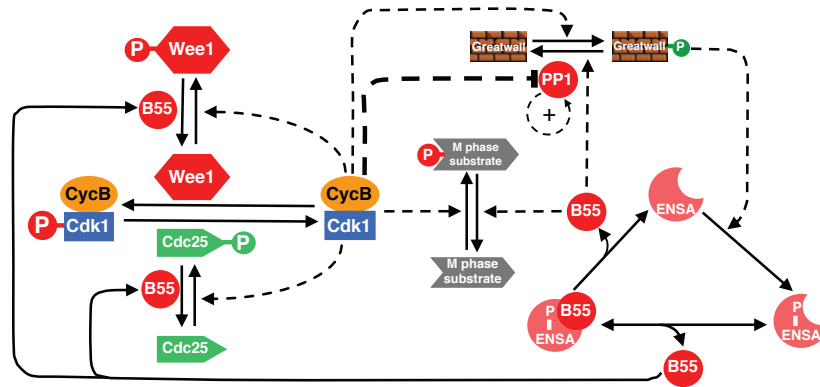 P
Wee1
Greatwall
Greatwall
P
B55
PP1
+
Wee1
P
M phase
substrate
CycB
P
Cdk1
CycB
Cdk1
B55
ENSA
Cdc25
P
B55
M phase
substrate
P
ENSA
B55
P
ENSA
Cdc25
B55